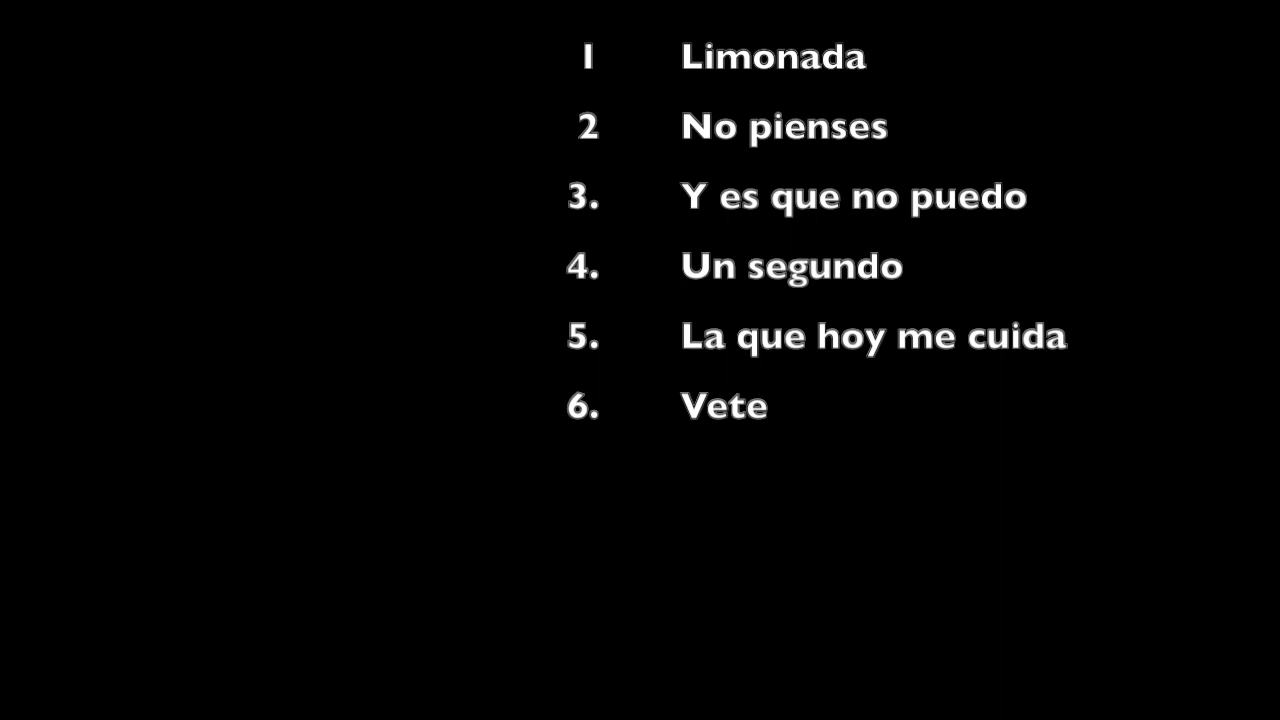 1 Limonada
2 No pienses
3. Y es que no puedo
4. Un segundo
5. La que hoy me cuida
6. Vete